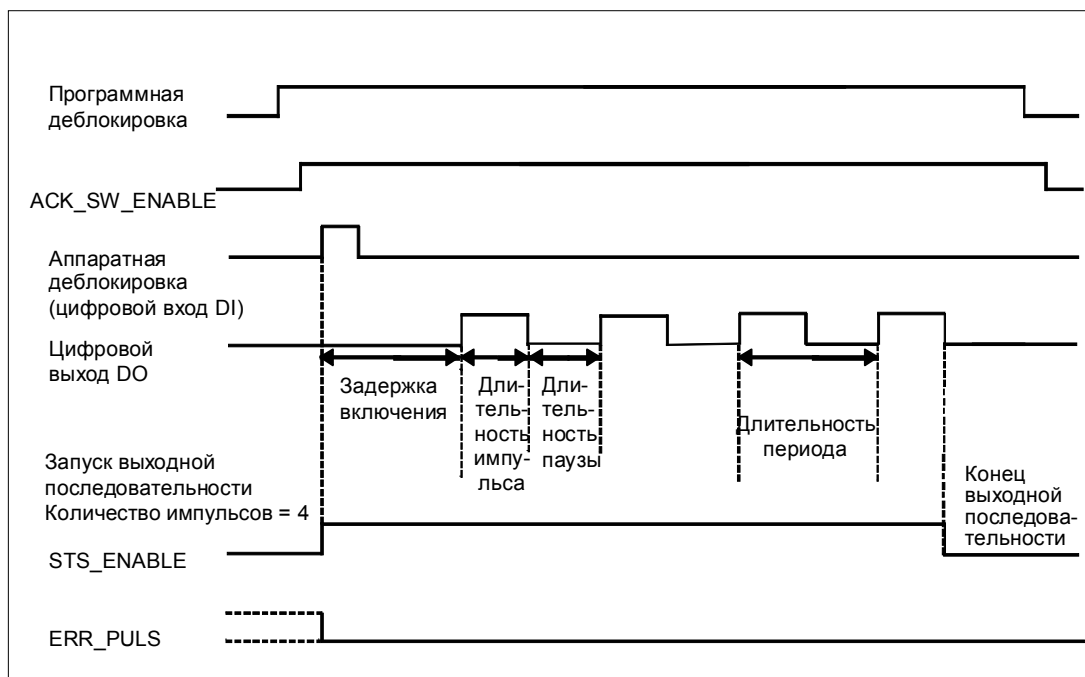 Программная
деблокировка
ACK_SW_ENABLE
Аппаратная
деблокировка
(цифровой вход DI)
Цифровой
выход DO
Задержка
включения
Дли-
тель-
ность
импу-
льса
Дли-
тель-
ность
паузы
Длительность
периода
Запуск выходной
последовательности
Количество импульсов = 4
STS_ENABLE
Конец
выходной
последова-
тельности
ERR_PULS